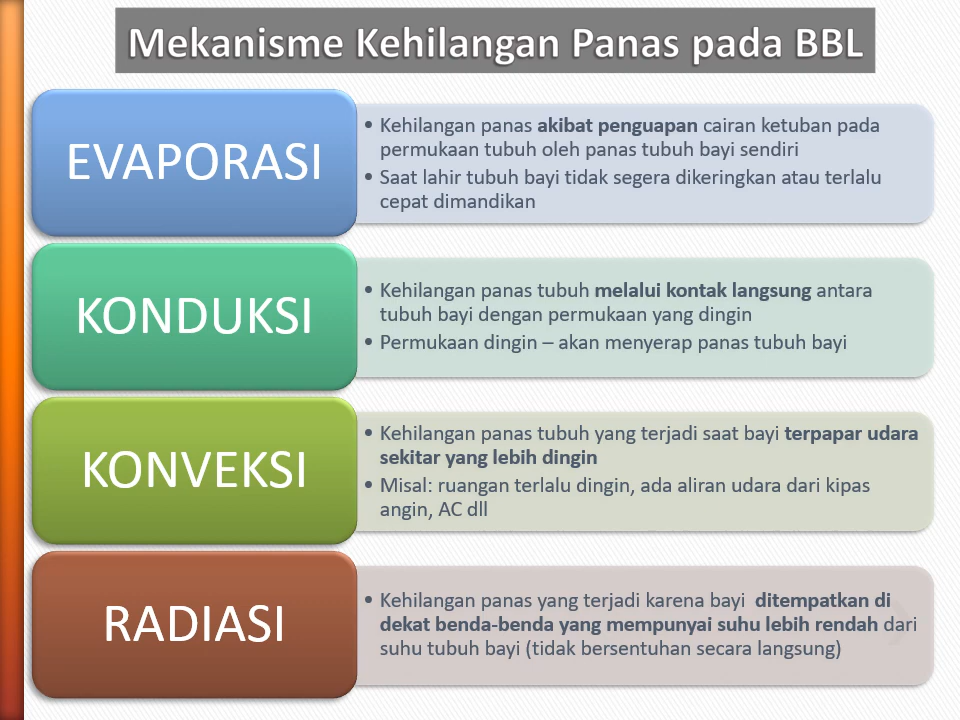 Mekanisme Kehilangan Panas pada BBL
EVAPORASI
• Kehilangan panas akibat penguapan cairan ketuban pada
permukaan tubuh oleh panas tubuh bayi sendiri
• Saat lahir tubuh bayi tidak segera dikeringkan atau terlalu
cepat dimandikan
KONDUKSI
• Kehilangan panas tubuh melalui kontak langsung antara
tubuh bayi dengan permukaan yang dingin
• Permukaan dingin – akan menyerap panas tubuh bayi
KONVEKSI
• Kehilangan panas tubuh yang terjadi saat bayi terpapar udara
sekitar yang lebih dingin
• Misal: ruangan terlalu dingin, ada aliran udara dari kipas
angin, AC dll
RADIASI
• Kehilangan panas yang terjadi karena bayi  ditempatkan di
dekat benda-benda yang mempunyai suhu lebih rendah dari
suhu tubuh bayi (tidak bersentuhan secara langsung)